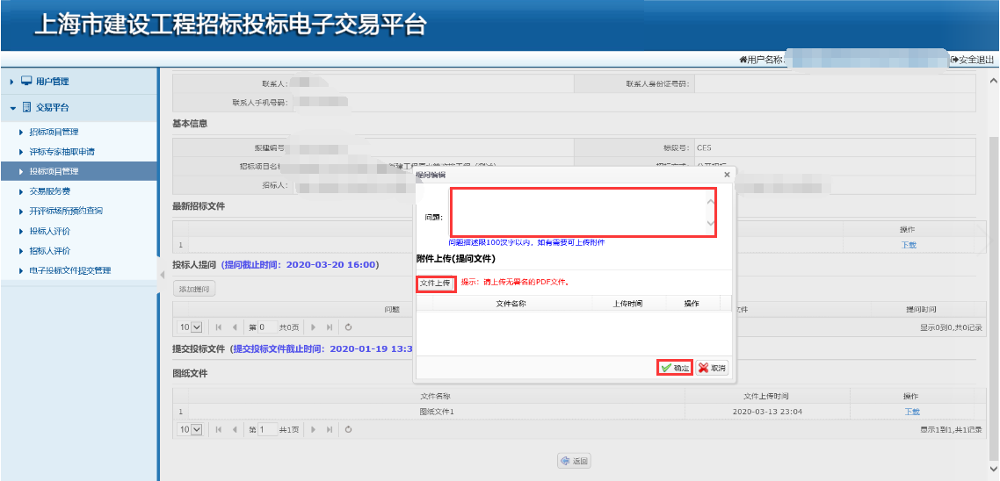 上海市建设工程招标投标电子交易平台
用户名称: 安全退出
用户管理
交易平台
招标项目管理
评标专家抽取申请
投标项目管理
交易服务费
开评标场所预约查询
投标人评价
招标人评价
电子投标文件提交管理
联系人: 联系人身份证号码:
联系人手机号码:
基本信息
报建编号 标段号: CES
招标项目名称
招标人:
最新招标文件
操作
1 下载
投标人提问 (提问截止时间: 2020-03-20 16:00)
添加提问
问题 文件 提问时间
10 第 0 共0页 显示0到0,共0记录
提交投标文件 (提交投标文件截止时间: 2020-01-19 13:3
图纸文件
文件名称 文件上传时间 操作
1 图纸文件1 2020-03-13 23:04 下载
10 第 1 共1页 显示1到1,共1记录
返回
提问编辑
问题:
问题描述限100汉字以内, 如有需要可上传附件
附件上传(提问文件)
文件上传 提示: 请上传无署名的PDF文件。
文件名称 上传时间 操作
确定 取消